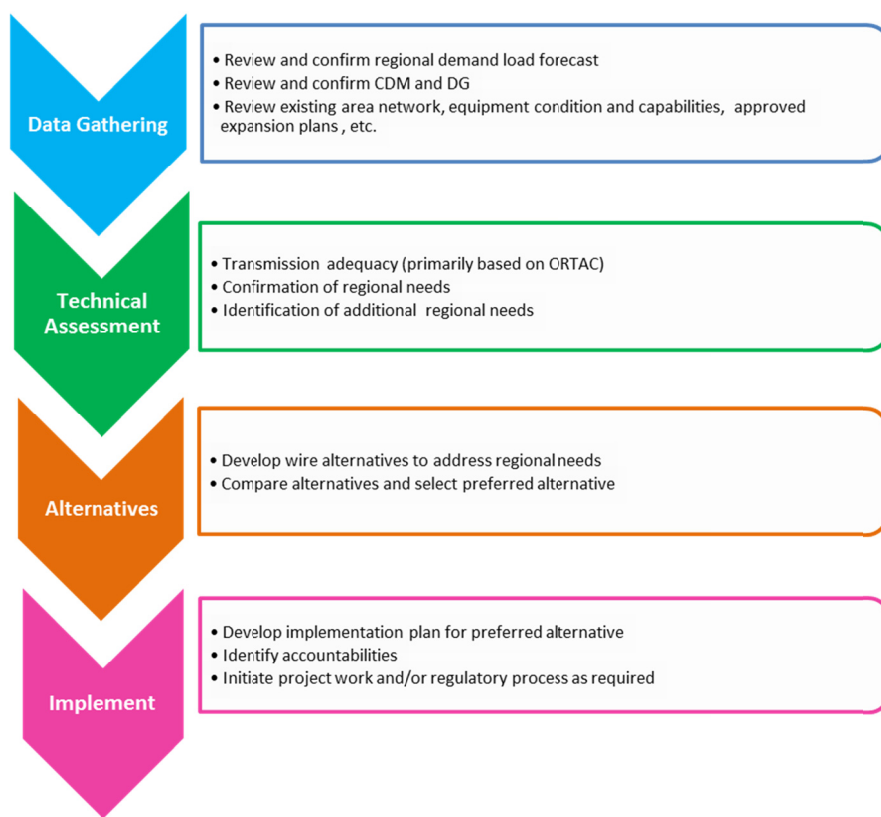 Data Gathering
• Review and confirm regional demand load forecast
• Review and confirm CDM and DG
• Review existing area network, equipment condition and capabilities, approved
expansion plans , etc.
Technical
Assessment
• Transmission adequacy (primarily based on ORTAC)
• Confirmation of regional needs
• Identification of additional regional needs
Alternatives
• Develop wire alternatives to address regionalneeds
• Compare alternatives and select preferred alternative
Implement
• Develop implementation plan for preferred alternative
• Identify accountabilities
• Initiate project work and/or regulatory process as required